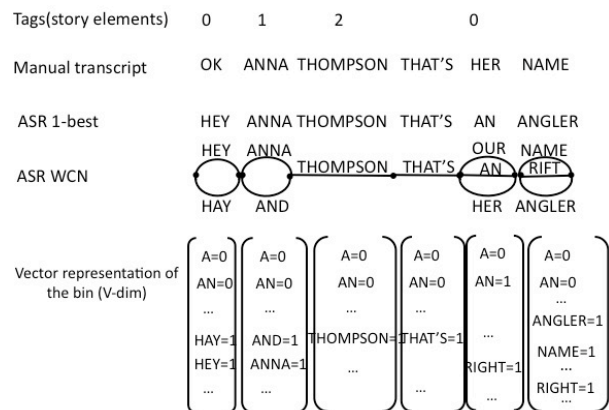 Tags(story elements) 0 1 2 0
Manual transcript OK ANNA THOMPSON THAT'S HER NAME
ASR 1-best HEY ANNA THOMPSON THAT'S AN ANGLER
HEY ANNA OUR NAME
ASR WCN THOMPSON THAT'S AN RIFT
HAY AND HER ANGLER
A=0 A=0 A=0 A=0 A=0 A=0
Vector representation of the bin (V-dim) AN=0 AN=0 AN=0 AN=0 AN=1 AN=0
... ... ... ... ...
ANGLER=1
HAY=1 AND=1 THOMPSON=1 THAT'S=1 ...
HEY=1 ANNA=1 ... RIGHT=1 NAME=1
...
... ... ... ... RIGHT=1
...